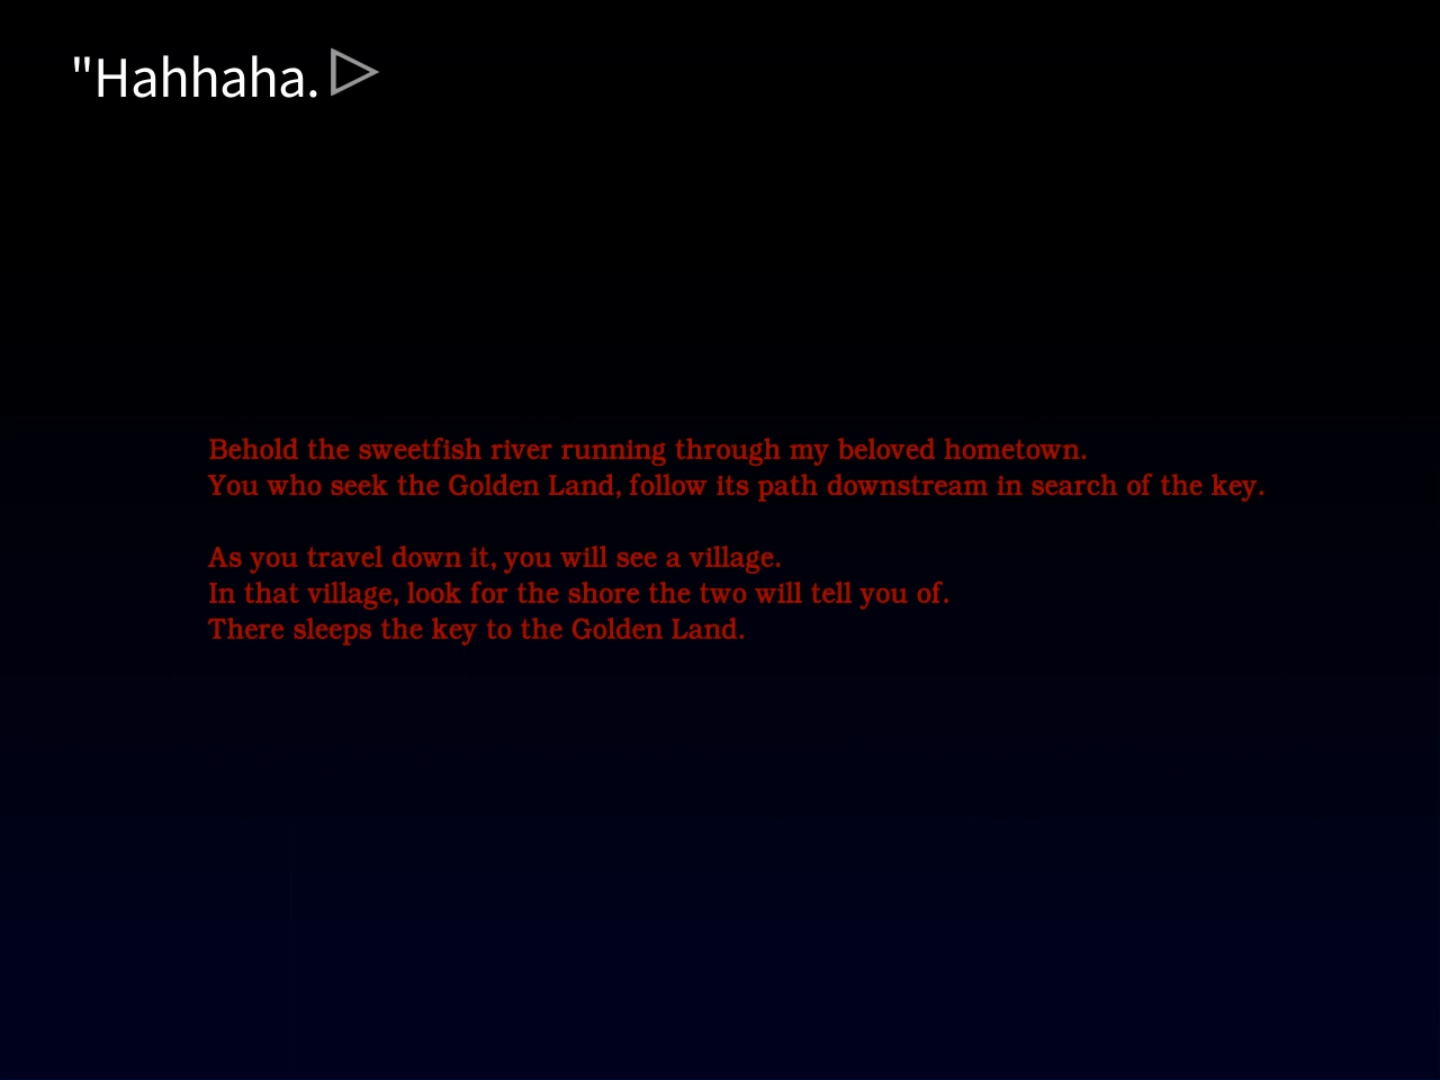 "Hahhaha.
Behold the sweetfish river running through my beloved hometown.
You who seek the Golden Land, follow its path downstream in search of the key.
As you travel down it, you will see a village.
In that village, look for the shore the two will tell you of.
There sleeps the key to the Golden Land.